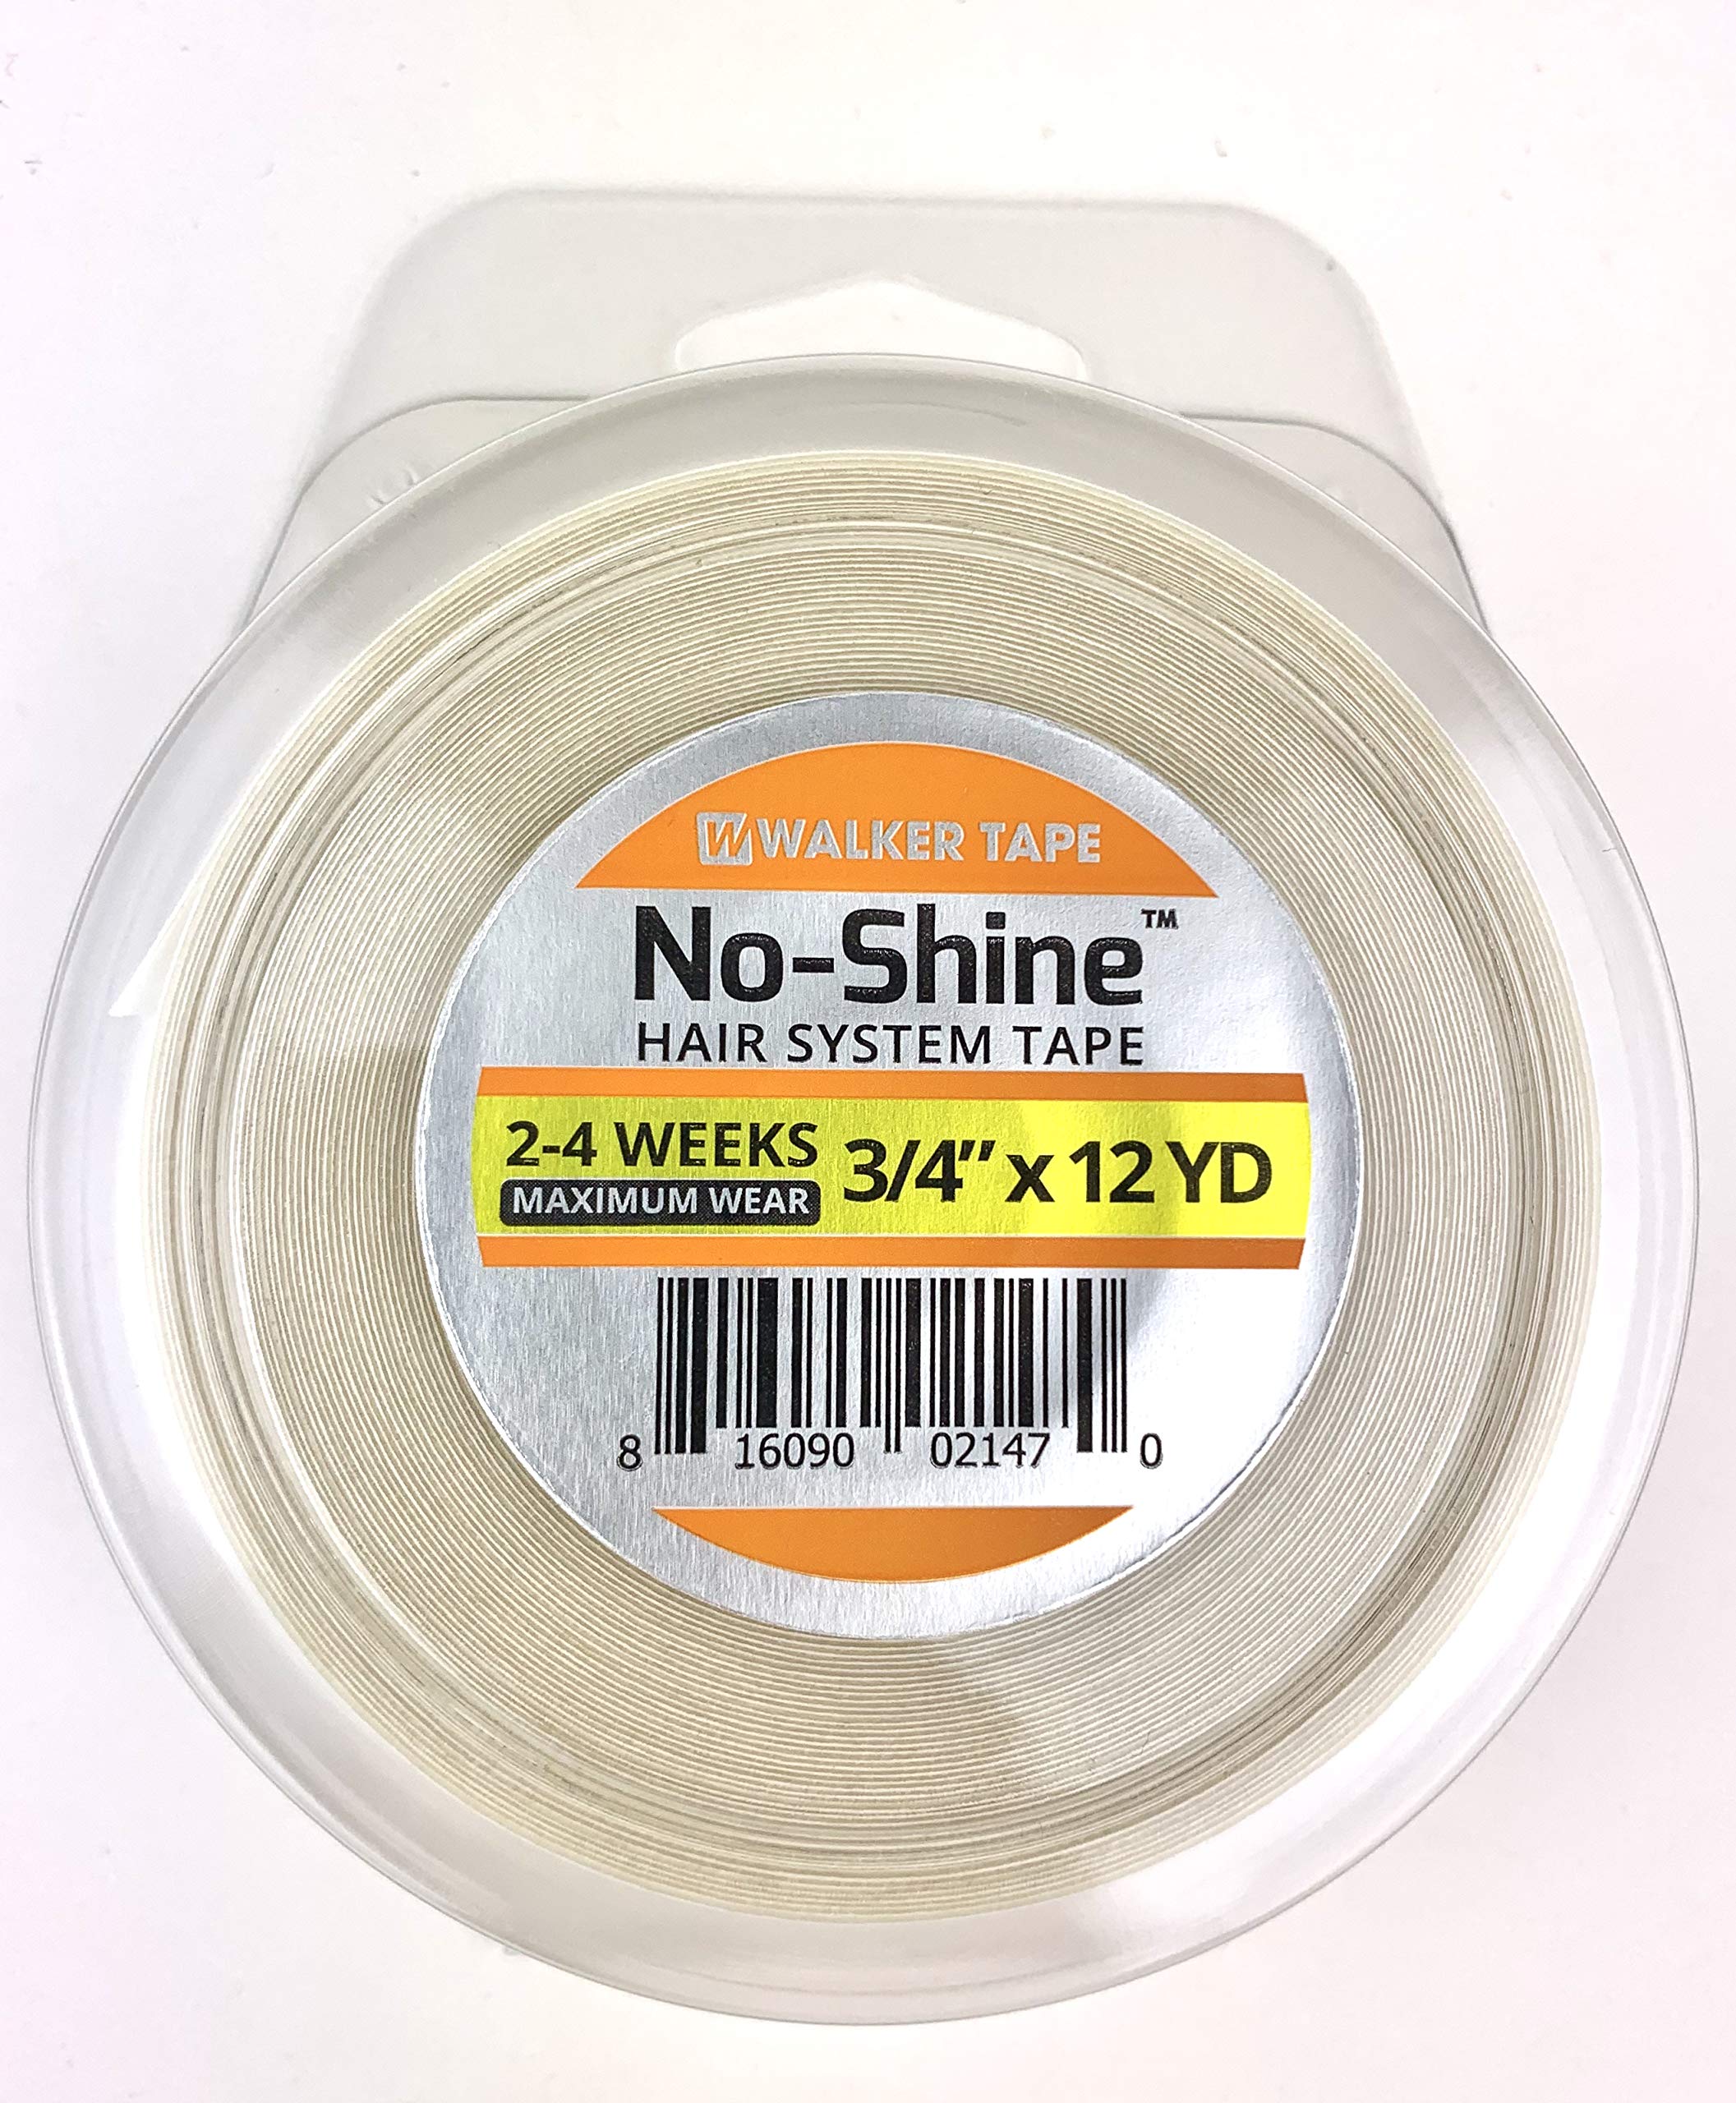 W WALKER TAPE
No-Shine™
HAIR SYSTEM TAPE
2-4 WEEKS
MAXIMUM WEAR
3/4” x 12 YD
8 16090 02147 0